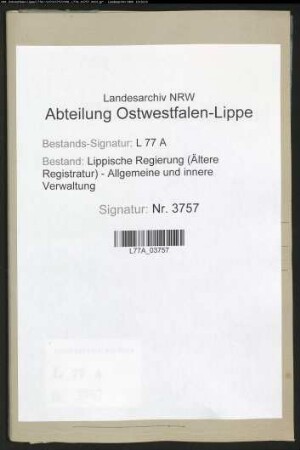 Landesarchiv NRW
Abteilung Ostwestfalen-Lippe
Bestands-Signatur: L 77 A
Bestand: Lippische Regierung (Ältere
Registratur) - Allgemeine und innere
Verwaltung
Signatur: Nr. 3757
L77A_03757